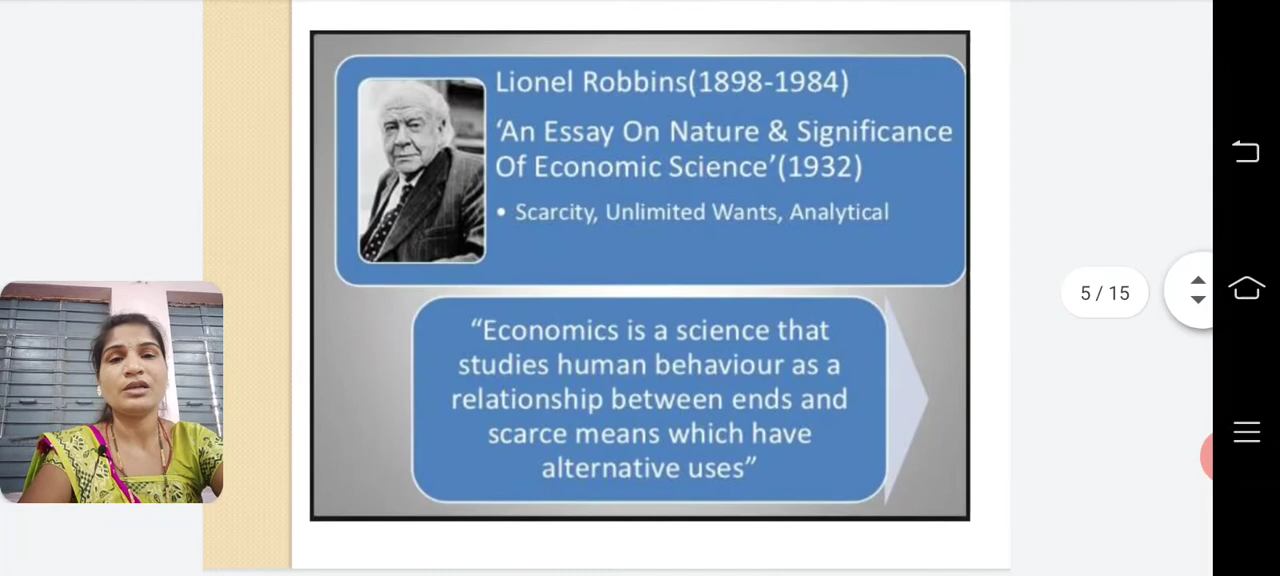 Lionel Robbins(1898-1984)
‘An Essay On Nature & Significance
Of Economic Science’(1932)
• Scarcity, Unlimited Wants, Analytical
“Economics is a science that
studies human behaviour as a
relationship between ends and
scarce means which have
alternative uses”
5 / 15